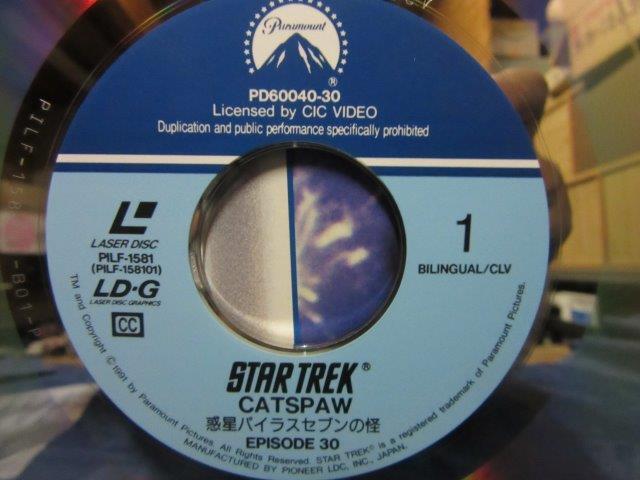 Paramount
®
PD60040-30
Licensed by CIC VIDEO
Duplication and public performance specifically prohibited
LASER DISC
PILF-1581
(PILF-158101)
LD-G
LASER DISC GRAPHICS
CC
1
BILINGUAL/CLV
STAR TREK®
CATSPAW
惑星パイラスセブンの怪
EPISODE 30
TM and Copyright © 1991 by Paramount Pictures. All Rights Reserved. STAR TREK® is a registered trademark of Paramount Pictures.
MANUFACTURED BY PIONEER LDC, INC., JAPAN.